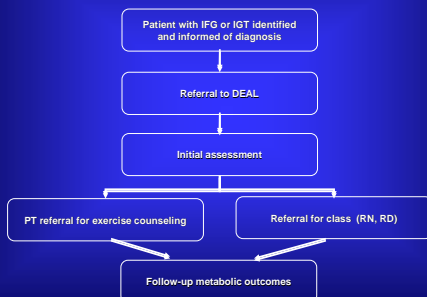 Patient with IFG or IGT identified
and informed of diagnosis
Referral to DEAL
Initial assessment
PT referral for exercise counseling
Referral for class (RN, RD)
Follow-up metabolic outcomes